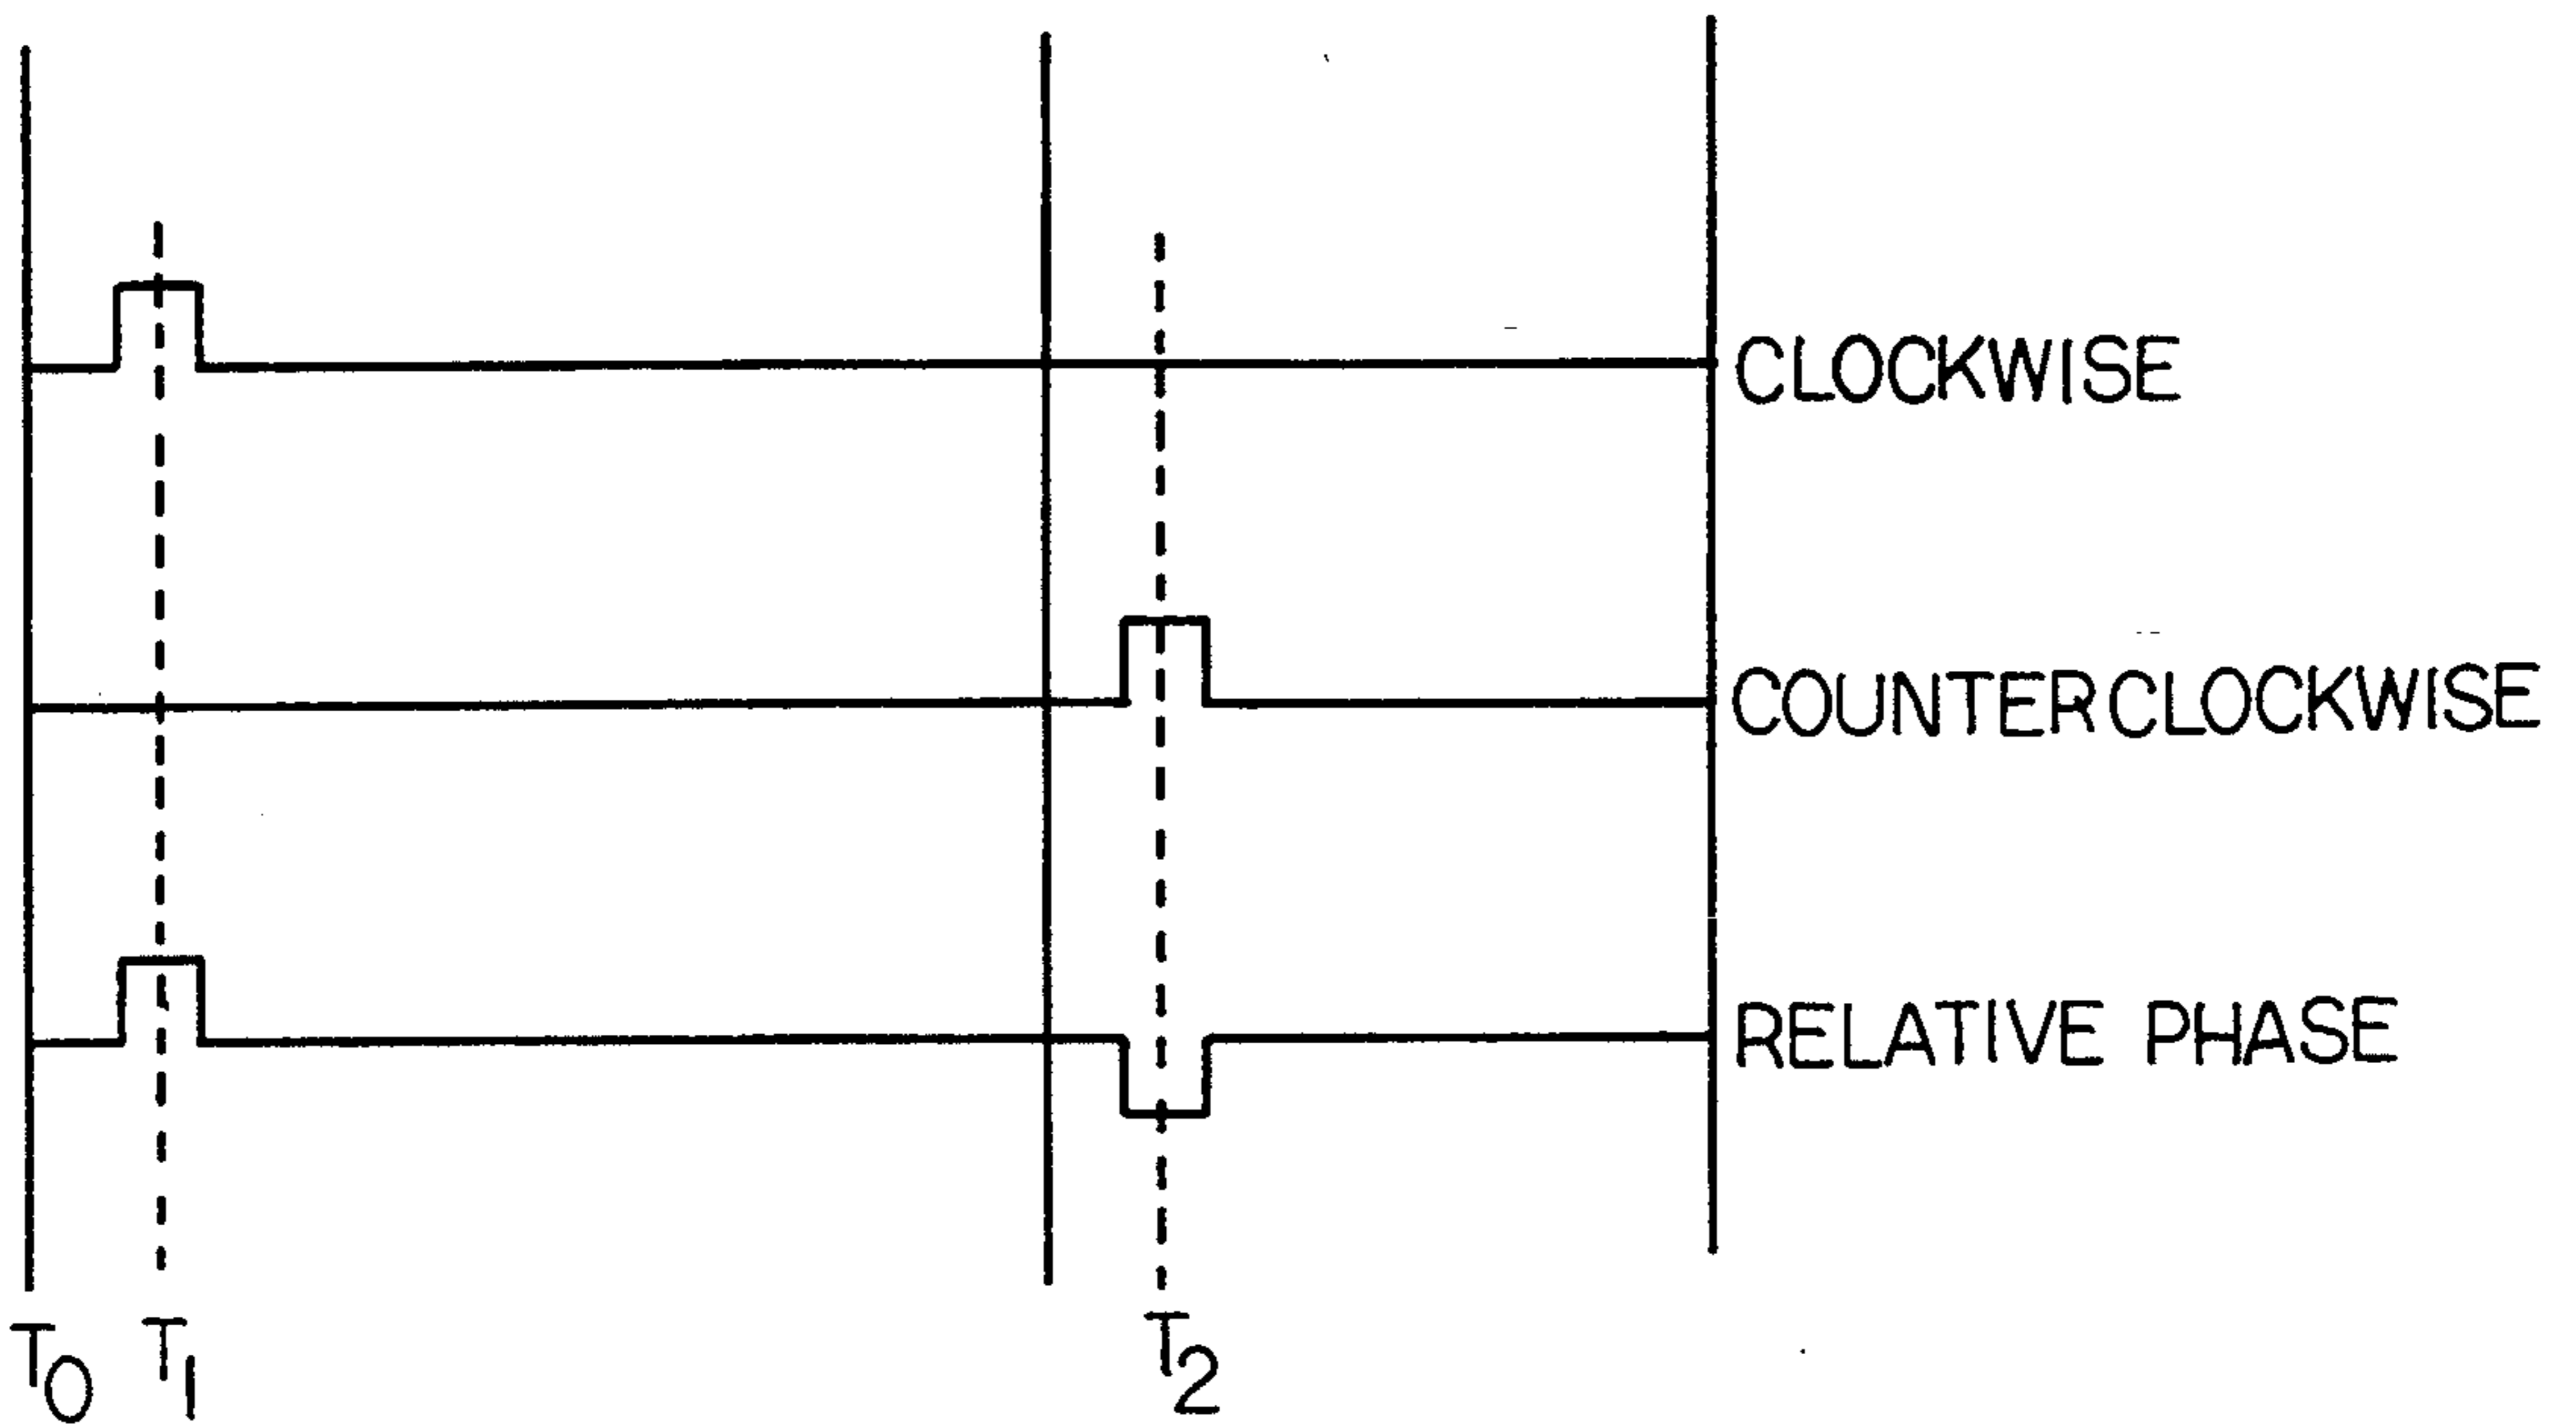 CLOCKWISE
COUNTERCLOCKWISE
RELATIVE PHASE
T0 T1 T2